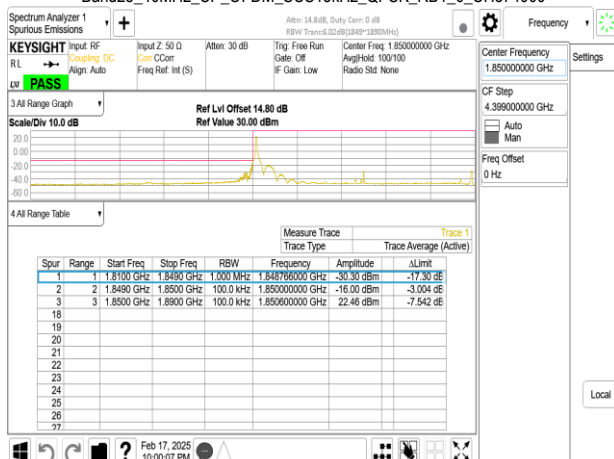 Spectrum Analyzer 1
Spurious Emissions
Attn: 14.8dB, Duty Cerr: 0 dB
Frequency
KEYSIGHT
Input: RF
Coupling: DC
Align: Auto
Input Z: 50 Ω
Corr CCorr
Freq Ref: Int (S)
Atten: 30 dB
Trig: Free Run
Gate: Off
IF Gain: Low
Center Freq: 1.850000000 GHz
Avg|Hold: 100/100
Radio Std: None
RL
PASS
Center Frequency
1.850000000 GHz
Settings
CF Step
4.399000000 GHz
Auto
Man
Freq Offset
0 Hz
3 All Range Graph
Scale/Div 10.0 dB
Ref Lvl Offset 14.80 dB
Ref Value 30.00 dBm
20.0
0.00
-20.0
-40.0
-60.0
4 All Range Table
Measure Trace Trace 1
Trace Type Trace Average (Active)
Spur Range Start Freq Stop Freq RBW Frequency Amplitude ΔLimit
1 1 1.8100 GHz 1.8490 GHz 1.000 MHz 1.848766000 GHz -30.30 dBm -17.30 dB
2 2 1.8490 GHz 1.8500 GHz 100.0 kHz 1.850000000 GHz -16.00 dBm -3.004 dB
3 3 1.8500 GHz 1.8900 GHz 100.0 kHz 1.850600000 GHz 22.46 dBm -7.542 dB
18
19
20
21
22
23
24
25
26
27
Local
Feb 17, 2025
10:00:07 PM